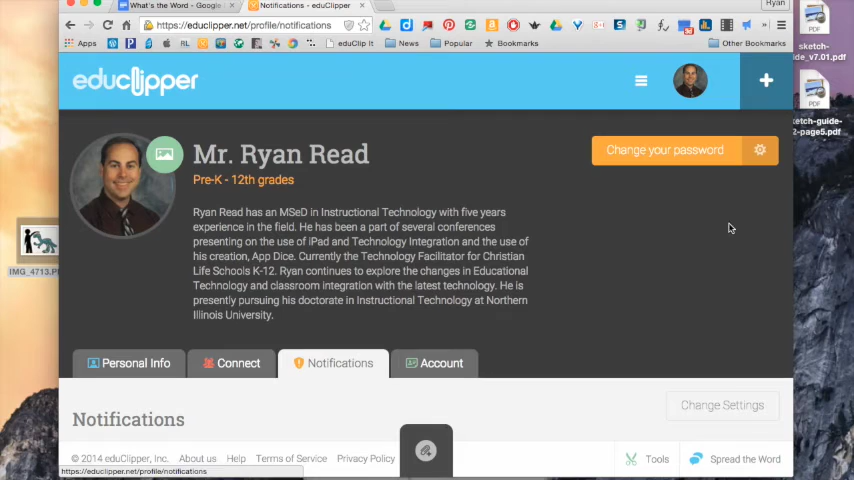 What's the Word - Google
Notifications - eduClipper
Ryan
https://educlipper.net/profile/notifications
RL
eduClip It
News
Popular
Bookmarks
Other Bookmarks
educlipper
Mr. Ryan Read
Change your password
Pre-K - 12th grades
Ryan Read has an MSeD in Instructional Technology with five years
experience in the field. He has been a part of several conferences
presenting on the use of iPad and Technology Integration and the use of
his creation, App Dice. Currently the Technology Facilitator for Christian
Life Schools K-12. Ryan continues to explore the changes in Educational
Technology and classroom integration with the latest technology. He is
presently pursuing his doctorate in Instructional Technology at Northern
Illinois University.
Personal Info
Connect
Notifications
Account
Notifications
Change Settings
© 2014 eduClipper, Inc.
About us
Help
Terms of Service
Privacy Policy
Tools
Spread the Word
https://educlipper.net/profile/notifications
IMG_4713.P
PDF
sketch-
de_v7.01.pdf
PDF
tch-guide-
2-page5.pdf